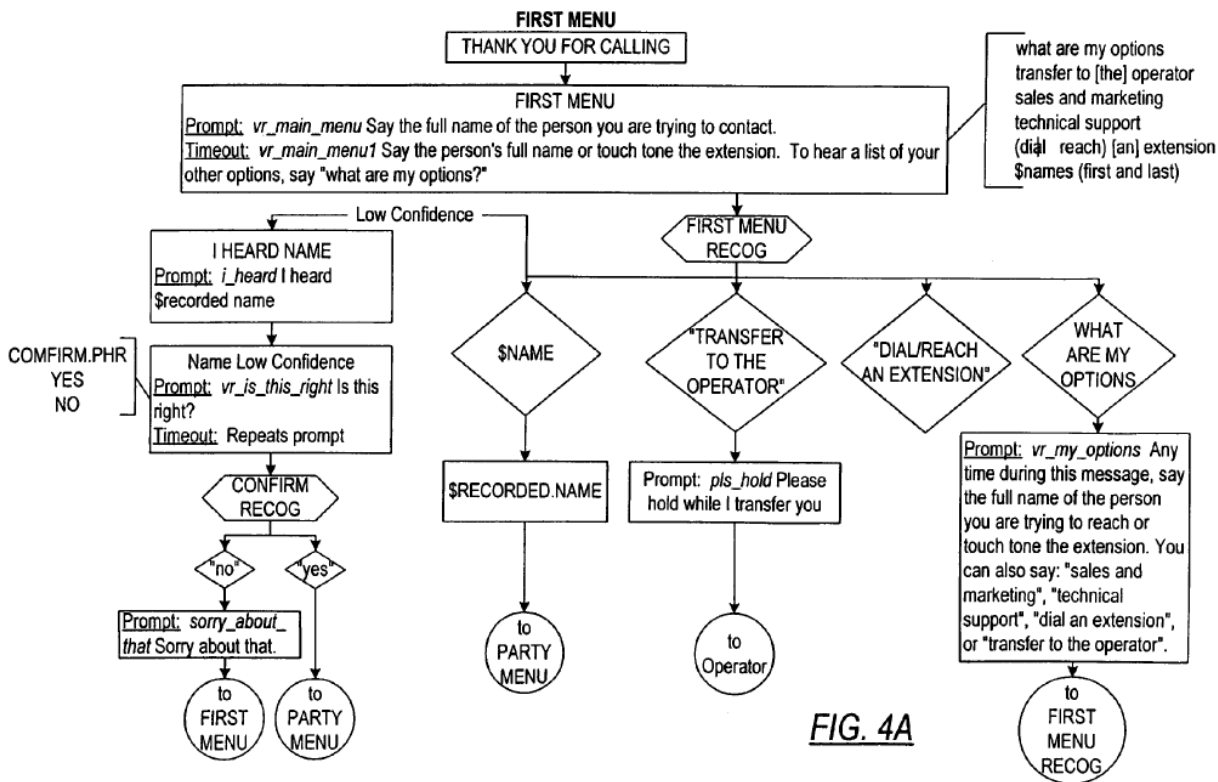 FIRST MENU
THANK YOU FOR CALLING
what are my options
transfer to [the] operator
sales and marketing
technical support
(dial reach) [an] extension
$names (first and last)
FIRST MENU
Prompt: vr_main_menu Say the full name of the person you are trying to contact.
Timeout: vr_main_menu1 Say the person's full name or touch tone the extension. To hear a list of your
other options, say "what are my options?"
Low Confidence
FIRST MENU
RECOG
I HEARD NAME
Prompt: i_heard I heard
$recorded name
COMFIRM.PHR
YES
NO
Name Low Confidence
Prompt: vr_is_this_right Is this
right?
Timeout: Repeats prompt
CONFIRM
RECOG
"no"
"yes"
Prompt: sorry_about_
that Sorry about that.
to
FIRST
MENU
to
PARTY
MENU
$NAME
$RECORDED.NAME
to
PARTY
MENU
"TRANSFER
TO THE
OPERATOR"
Prompt: pls_hold Please
hold while I transfer you
to
Operator
"DIAL/REACH
AN EXTENSION"
WHAT
ARE MY
OPTIONS
Prompt: vr_my_options Any
time during this message, say
the full name of the person
you are trying to reach or
touch tone the extension. You
can also say: "sales and
marketing", "technical
support", "dial an extension",
or "transfer to the operator".
to
FIRST
MENU
RECOG
FIG. 4A